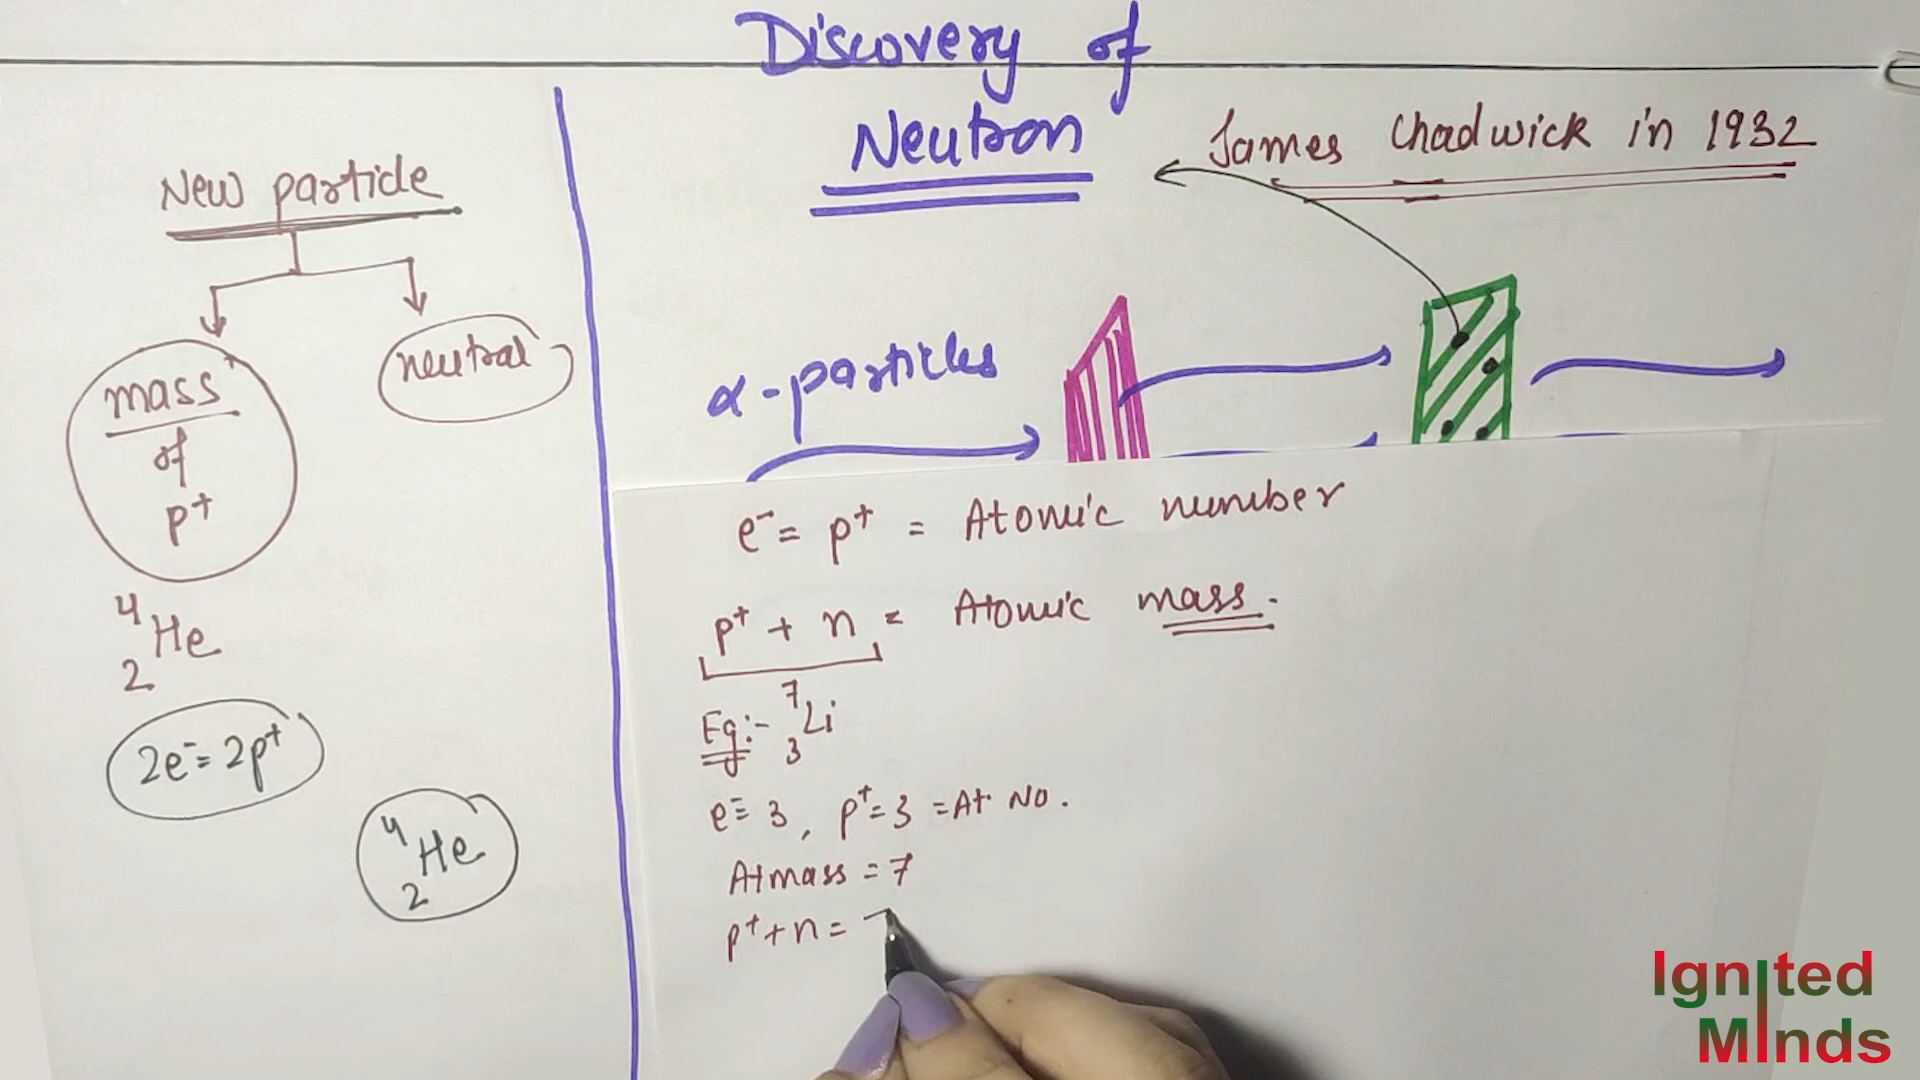 Discovery of
Neutron
James Chadwick in 1932
New particle
mass
of
p⁺
neutral
⁴₂He
2e⁻ = 2p⁺
⁴₂He
α-particles
e⁻ = p⁺ = Atomic number
p⁺ + n = Atomic mass.
Eg:- ⁷₃Li
e⁻ = 3, p⁺ = 3 = At. No.
At mass = 7
p⁺ + n = 7
Ignited
Minds